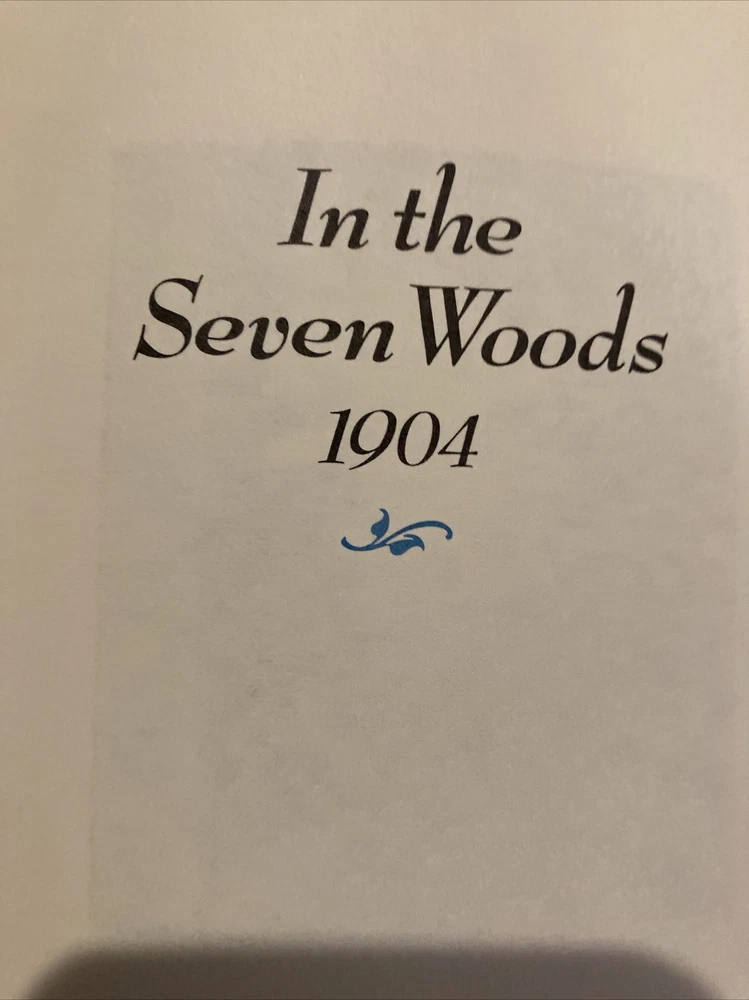 In the
Seven Woods
1904